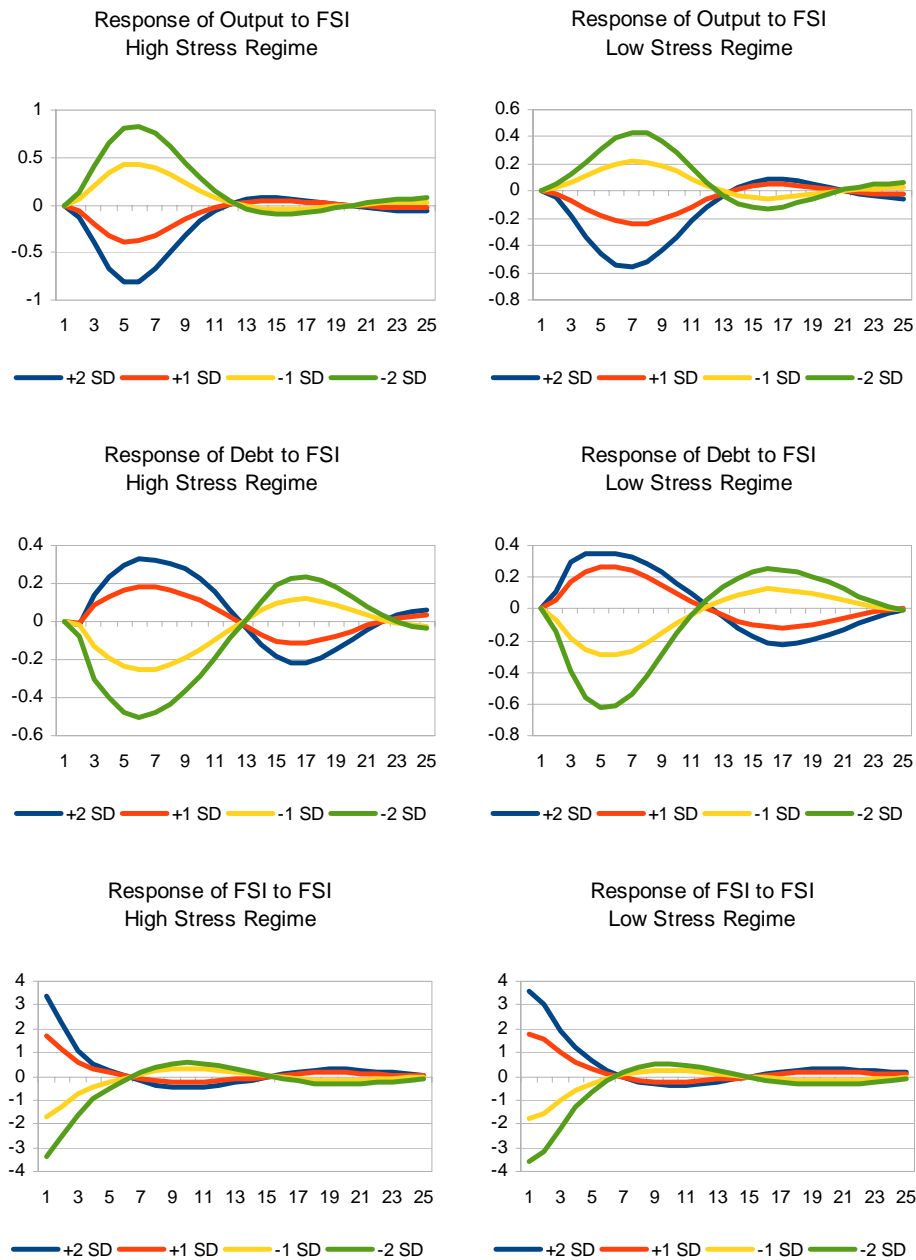 Response of Output to FSI
High Stress Regime
1
0.5
0
-0.5
-1
1 3 5 7 9 11 13 15 17 19 21 23 25
+2 SD +1 SD -1 SD -2 SD
Response of Output to FSI
Low Stress Regime
0.6
0.4
0.2
0
-0.2
-0.4
-0.6
-0.8
1 3 5 7 9 11 13 15 17 19 21 23 25
+2 SD +1 SD -1 SD -2 SD
Response of Debt to FSI
High Stress Regime
0.4
0.2
0
-0.2
-0.4
-0.6
1 3 5 7 9 11 13 15 17 19 21 23 25
+2 SD +1 SD -1 SD -2 SD
Response of Debt to FSI
Low Stress Regime
0.4
0.2
0
-0.2
-0.4
-0.6
-0.8
1 3 5 7 9 11 13 15 17 19 21 23 25
+2 SD +1 SD -1 SD -2 SD
Response of FSI to FSI
High Stress Regime
4
3
2
1
0
-1
-2
-3
-4
1 3 5 7 9 11 13 15 17 19 21 23 25
+2 SD +1 SD -1 SD -2 SD
Response of FSI to FSI
Low Stress Regime
4
3
2
1
0
-1
-2
-3
-4
1 3 5 7 9 11 13 15 17 19 21 23 25
+2 SD +1 SD -1 SD -2 SD